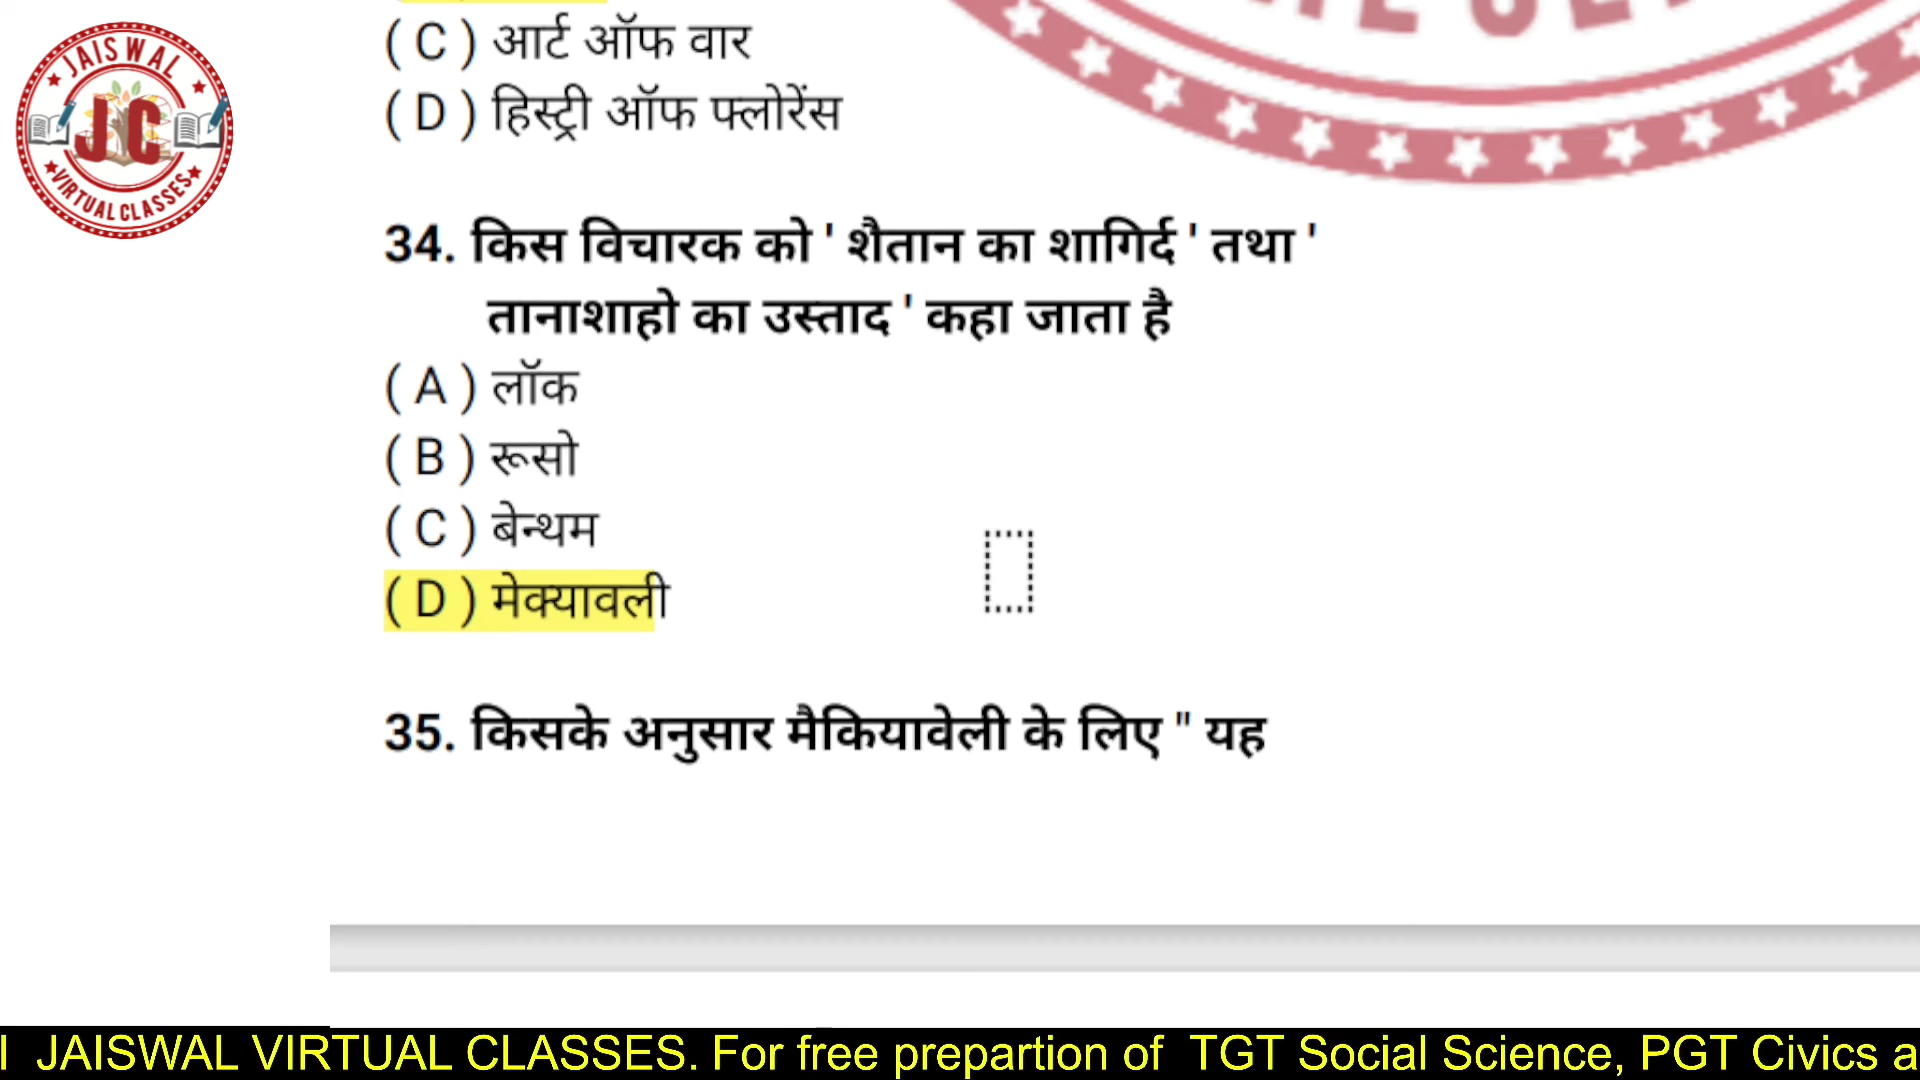 ( C ) आर्ट ऑफ वार
( D ) हिस्ट्री ऑफ फ्लोरेंस
JAISWAL
JC
VIRTUAL CLASSES
34. किस विचारक को ' शैतान का शागिर्द ' तथा '
तानाशाहो का उस्ताद ' कहा जाता है
( A ) लॉक
( B ) रूसो
( C ) बेन्थम
( D ) मेक्यावली
35. किसके अनुसार मैकियावेली के लिए " यह
JAISWAL VIRTUAL CLASSES. For free prepartion of TGT Social Science, PGT Civics a